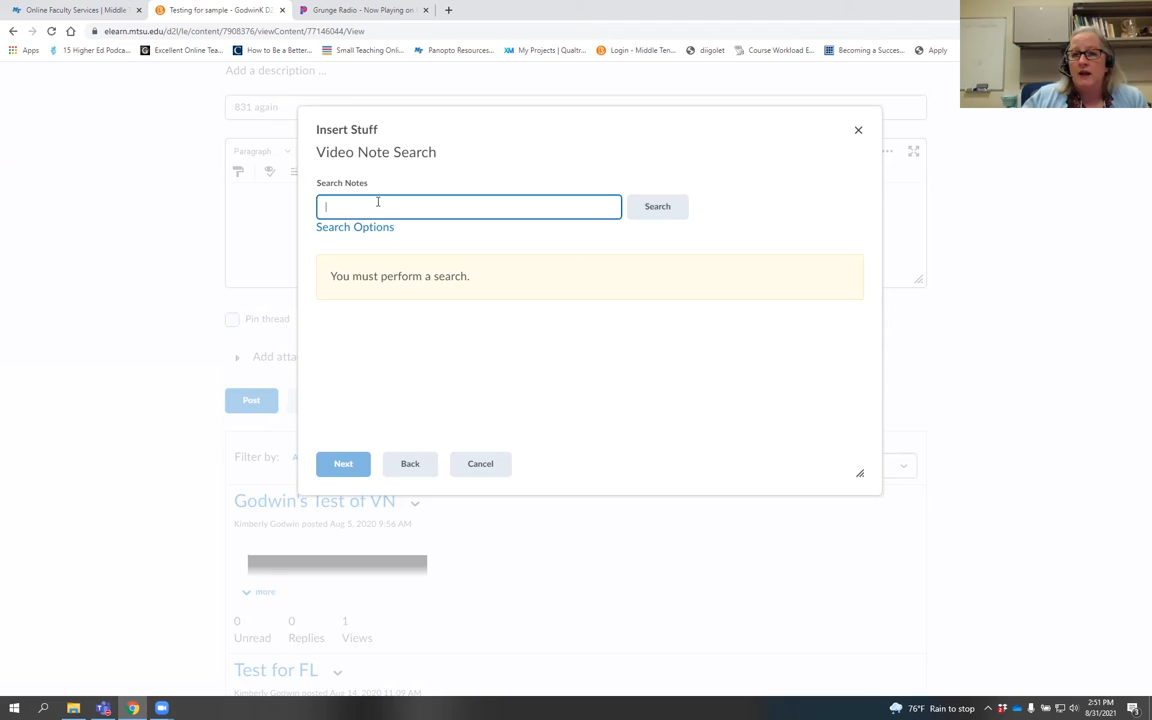 Online Faculty Services | Middle T
Testing for sample - GodwinK D2
Grunge Radio - Now Playing on
elearn.mtsu.edu/d2l/le/content/7908376/viewContent/77146044/View
Apps
15 Higher Ed Podca...
Excellent Online Tea...
How to Be a Better...
Small Teaching Onli...
Panopto Resources...
My Projects | Qualtr...
Login - Middle Ten...
diigolet
Course Workload E...
Becoming a Succes...
Apply
Add a description ...
831 again
Paragraph
Insert Stuff
Video Note Search
Search Notes
Search
Search Options
You must perform a search.
Pin thread
Add atta
Post
Next
Back
Cancel
Filter by:
Godwin's Test of VN
Kimberly Godwin posted Aug 5, 2020 9:56 AM
more
0 0 1
Unread Replies Views
Test for FL
Kimberly Godwin posted Aug 14, 2020 11:09 AM
76°F Rain to stop
2:51 PM
8/31/2021